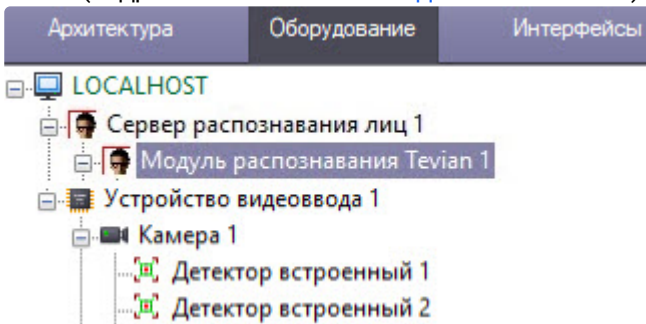 Архитектура Оборудование Интерфейсы
LOCALHOST
Сервер распознавания лиц 1
Модуль распознавания Tevian 1
Устройство видеоввода 1
Камера 1
Детектор встроенный 1
Детектор встроенный 2